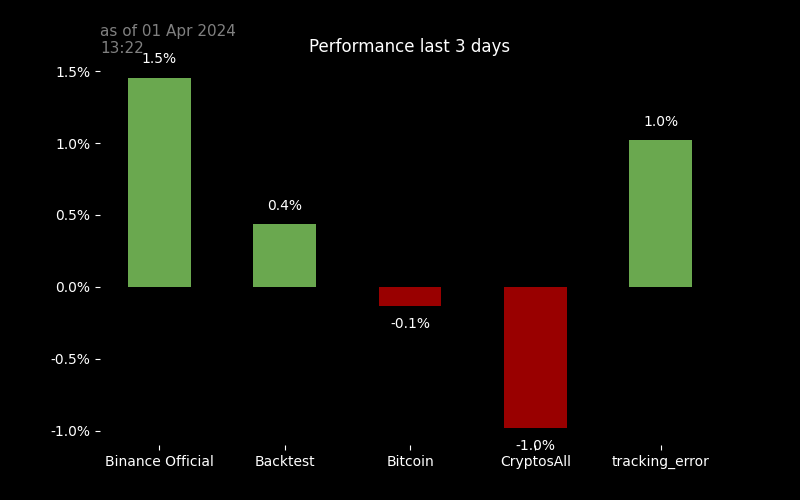 as of 01 Apr 2024
13:22
Performance last 3 days
1.5%
1.5%
1.0%
1.0%
0.5%
0.4%
0.0%
-0.1%
-0.5%
-1.0%
-1.0%
Binance Official
Backtest
Bitcoin
CryptosAll
tracking_error